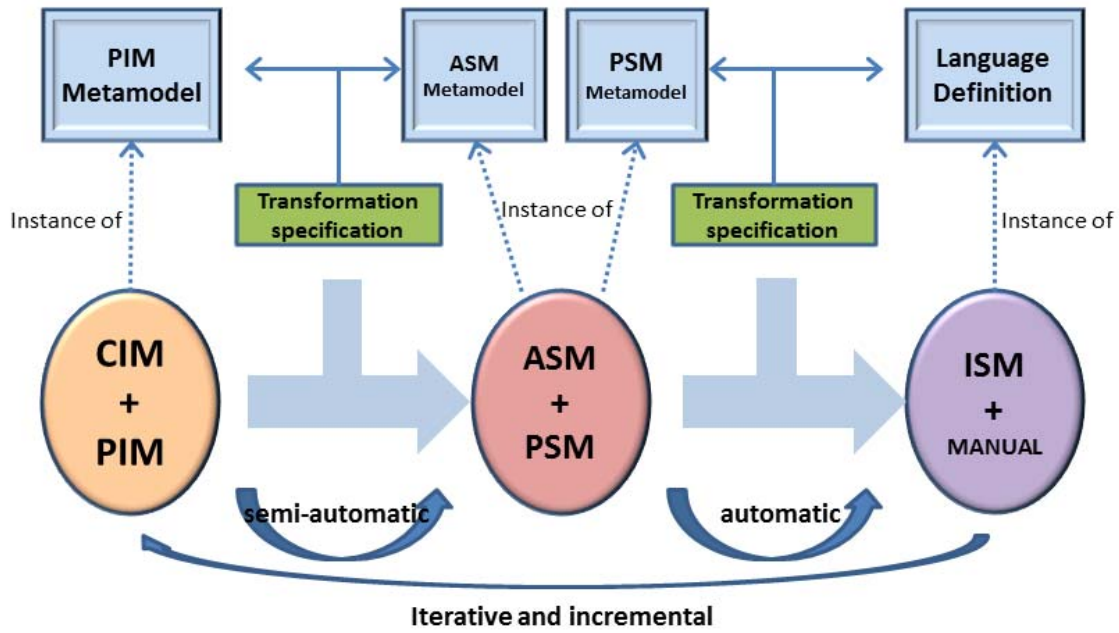 PIM
Metamodel
ASM
Metamodel
PSM
Metamodel
Language
Definition
Instance of
Transformation
specification
Instance of
Transformation
specification
Instance of
CIM
+
PIM
ASM
+
PSM
ISM
+
MANUAL
semi-automatic
automatic
Iterative and incremental